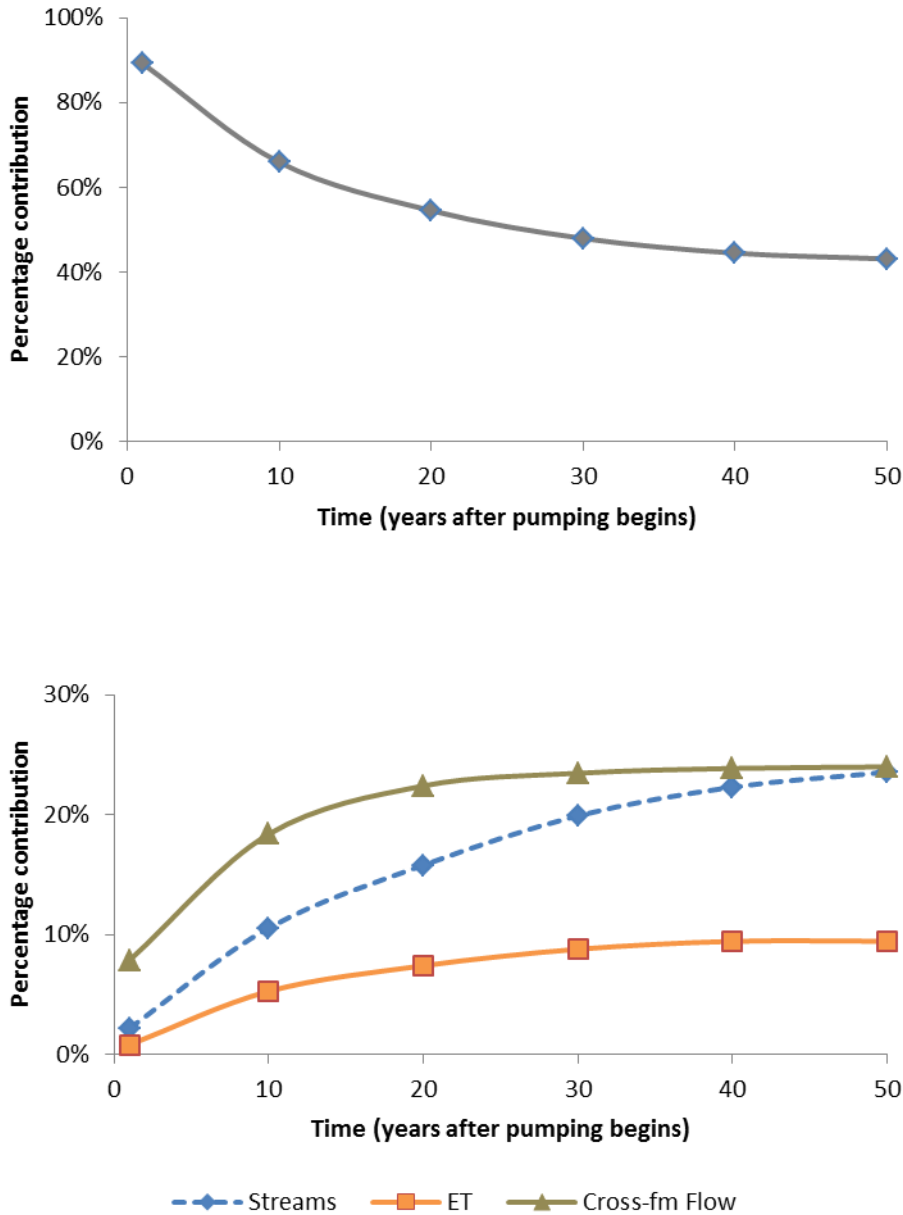 100%
80%
60%
40%
20%
0%
Percentage contribution
0 10 20 30 40 50
Time (years after pumping begins)
30%
20%
10%
0%
Percentage contribution
0 10 20 30 40 50
Time (years after pumping begins)
Streams ET Cross-fm Flow